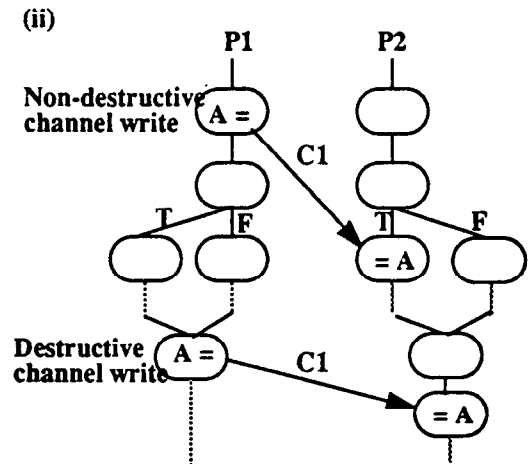 (ii)
P1 P2
Non-destructive
channel write
A =
C1
T F T F
= A
Destructive
channel write
A =
C1
= A